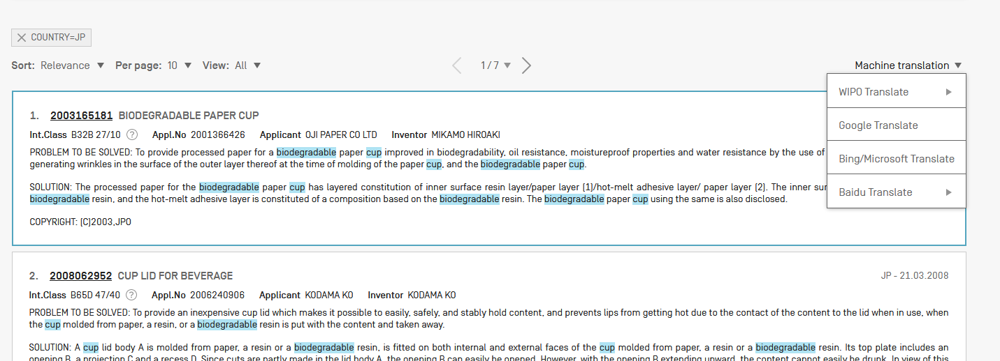 COUNTRY=JP
Sort: Relevance Per page: 10 View: All 1 / 7 Machine translation
WIPO Translate
Google Translate
Bing/Microsoft Translate
Baidu Translate
1. 2003165181 BIODEGRADABLE PAPER CUP
Int.Class B32B 27/10 ? Appl.No 2001366426 Applicant OJI PAPER CO LTD Inventor MIKAMO HIROAKI
PROBLEM TO BE SOLVED: To provide processed paper for a biodegradable paper cup improved in biodegradability, oil resistance, moistureproof properties and water resistance by the use of
generating wrinkles in the surface of the outer layer thereof at the time of molding of the paper cup, and the biodegradable paper cup.
SOLUTION: The processed paper for the biodegradable paper cup has layered constitution of inner surface resin layer/paper layer [1]/hot-melt adhesive layer/ paper layer [2]. The inner
biodegradable resin, and the hot-melt adhesive layer is constituted of a composition based on the biodegradable resin. The biodegradable paper cup using the same is also disclosed.
COPYRIGHT: [C]2003,JPO
2. 2008062952 CUP LID FOR BEVERAGE JP - 21.03.2008
Int.Class B65D 47/40 ? Appl.No 2006240906 Applicant KODAMA KO Inventor KODAMA KO
PROBLEM TO BE SOLVED: To provide an inexpensive cup lid which makes it possible to easily, safely, and stably hold content, and prevents lips from getting hot due to the contact of the content to the lid when in use, when
the cup molded from paper, a resin, or a biodegradable resin is put with the content and taken away.
SOLUTION: A cup lid body A is molded from paper, a resin or a biodegradable resin, is fitted on both internal and external faces of the cup molded from paper, a resin or a biodegradable resin. Its top plate includes an
opening B, a projection C and a recess D. Since cuts are partly made in the lid body A, the opening B can easily be opened. However, with the opening B extending upward, the content cannot easily be drunk. In view of this